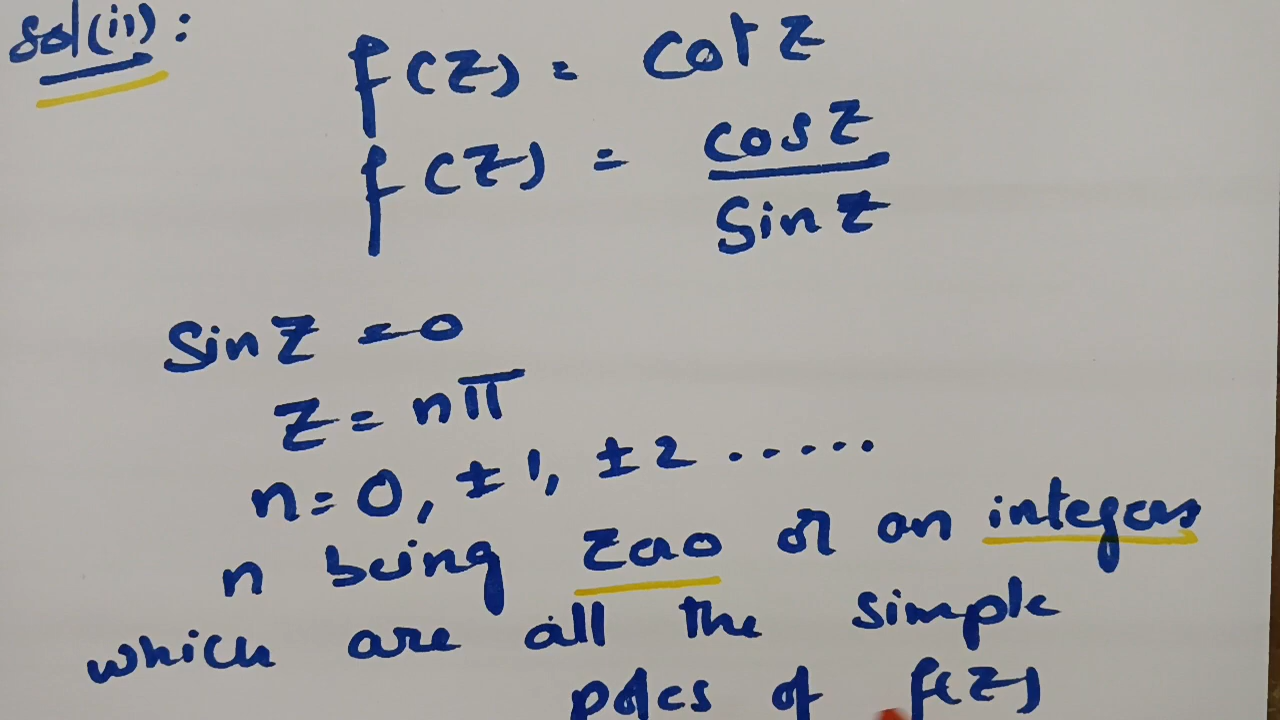 Sol(ii):
f(z) = cot z
f(z) = cos z / sin z
sin z = 0
z = nπ
n = 0, ± 1, ± 2 ......
n being zero or an integers
which are all the simple
poles of f(z)